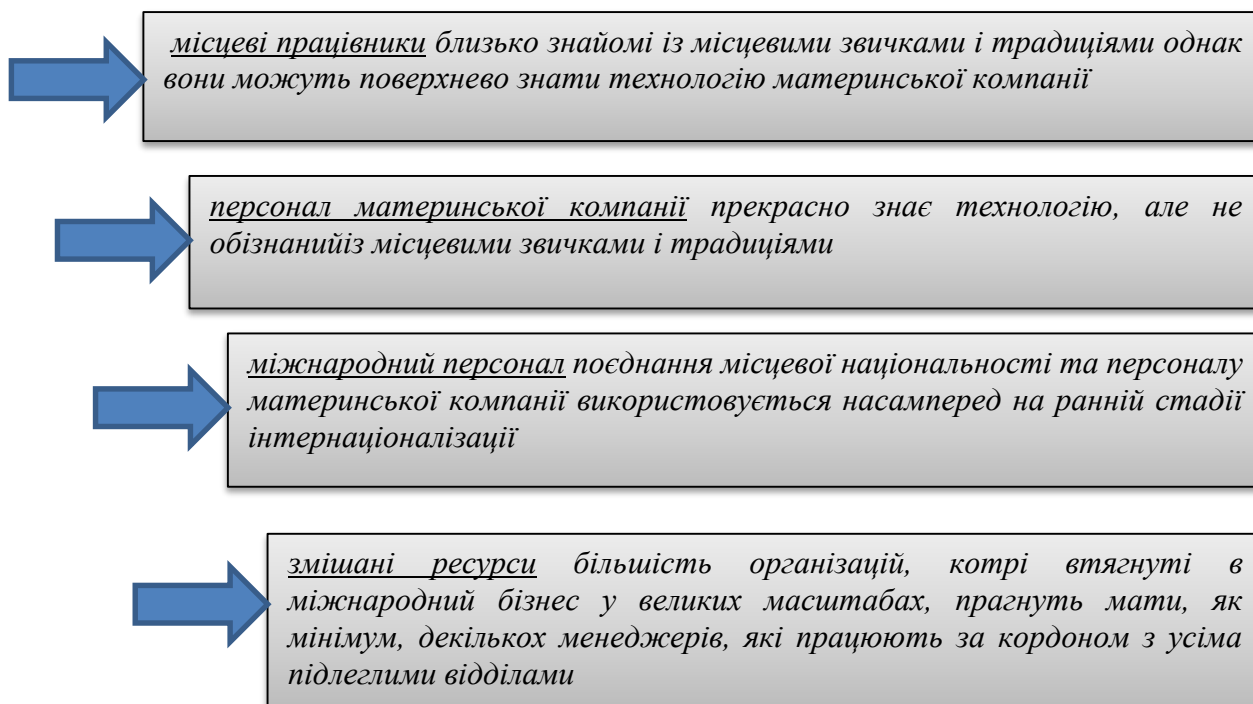 місцеві працівники близько знайомі із місцевими звичками і традиціями однак
вони можуть поверхнево знати технологію материнської компанії
персонал материнської компанії прекрасно знає технологію, але не
обізнанийіз місцевими звичками і традиціями
міжнародний персонал поєднання місцевої національності та персоналу
материнської компанії використовується насамперед на ранній стадії
інтернаціоналізації
змішані ресурси більшість організацій, котрі втягнуті в
міжнародний бізнес у великих масштабах, прагнуть мати, як
мінімум, декількох менеджерів, які працюють за кордоном з усіма
підлеглими відділами